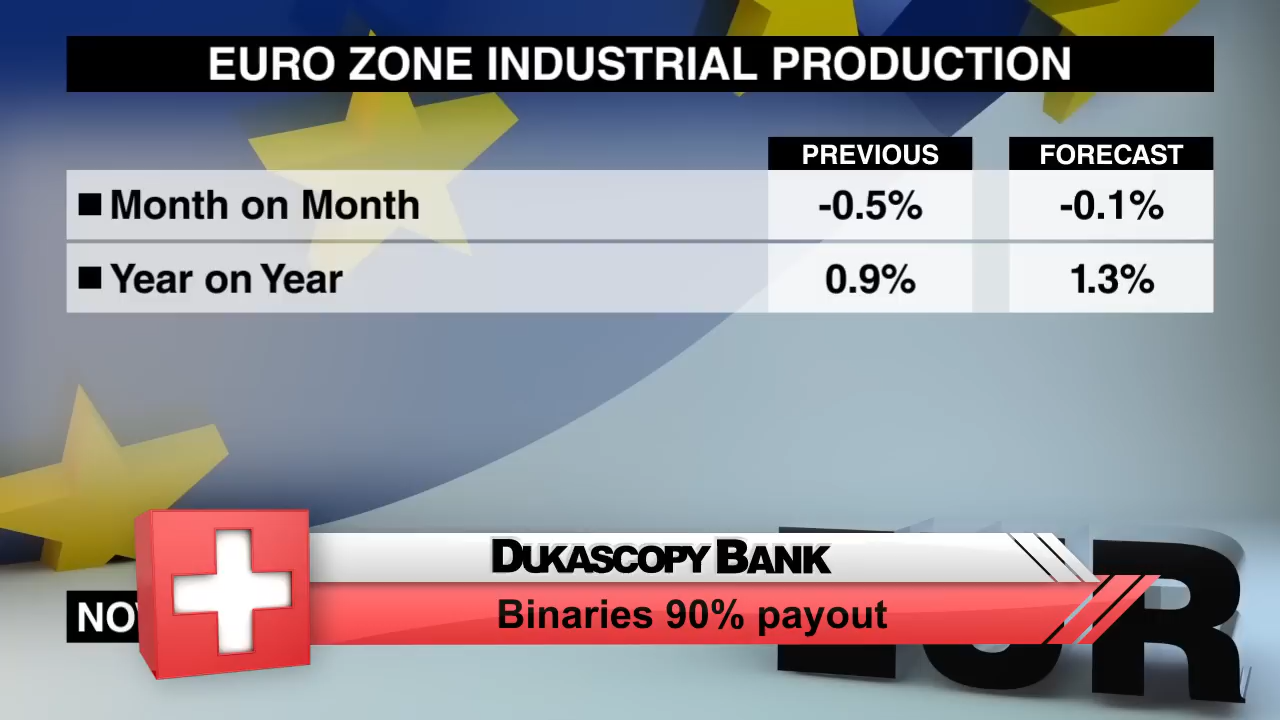 EURO ZONE INDUSTRIAL PRODUCTION
PREVIOUS FORECAST
Month on Month -0.5% -0.1%
Year on Year 0.9% 1.3%
DUKASCOPY BANK
Binaries 90% payout
EUR